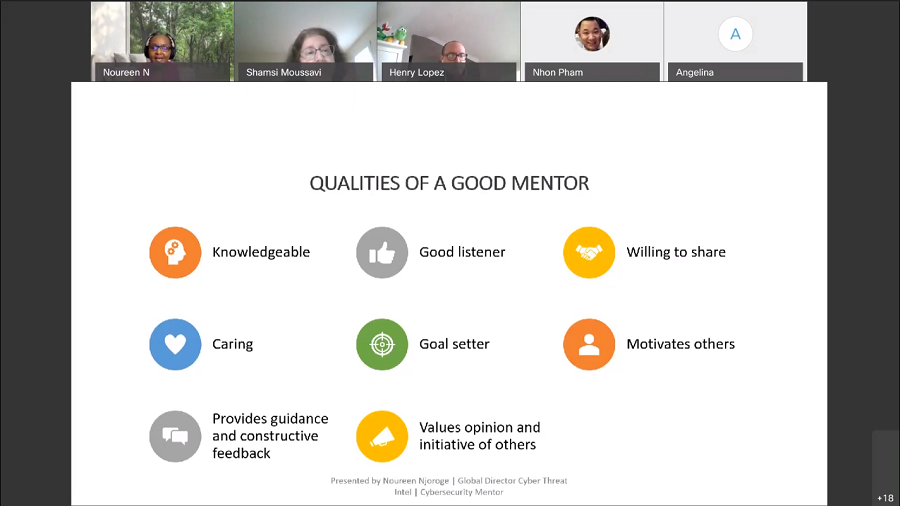 Noureen N
Shamsi Moussavi
Henry Lopez
Nhon Pham
A
Angelina
QUALITIES OF A GOOD MENTOR
Knowledgeable
Good listener
Willing to share
Caring
Goal setter
Motivates others
Provides guidance
and constructive
feedback
Values opinion and
initiative of others
Presented by Noureen Njoroge | Global Director Cyber Threat
Intel | Cybersecurity Mentor
+18